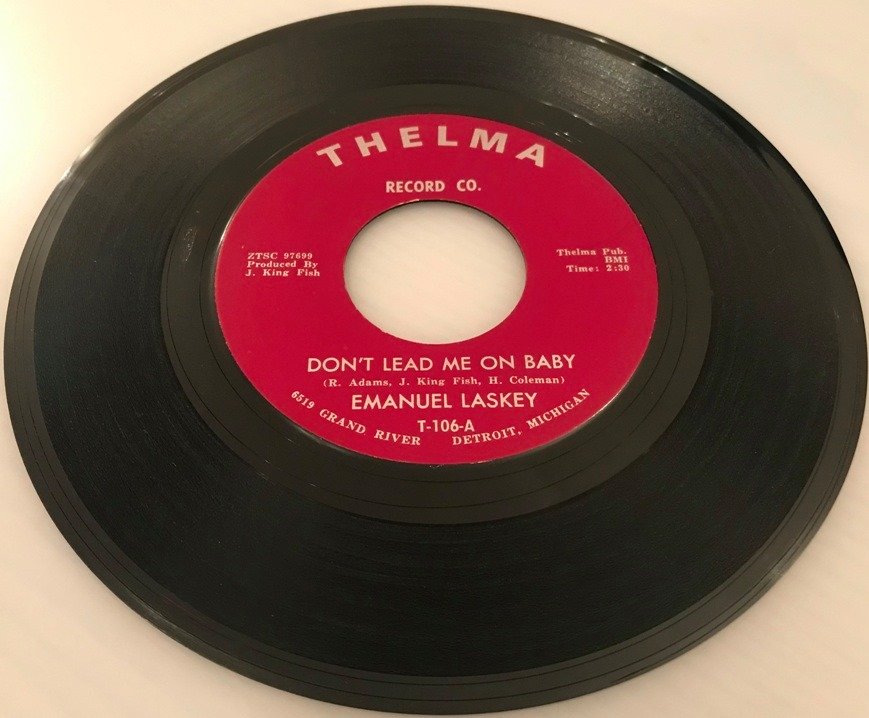 THELMA
RECORD CO.
ZTSC 97699
Produced By
J. King Fish
Thelma Pub.
BMI
Time: 2:30
DON'T LEAD ME ON BABY
(R. Adams, J. King Fish, H. Coleman)
EMANUEL LASKEY
T-106-A
6519 GRAND RIVER DETROIT, MICHIGAN